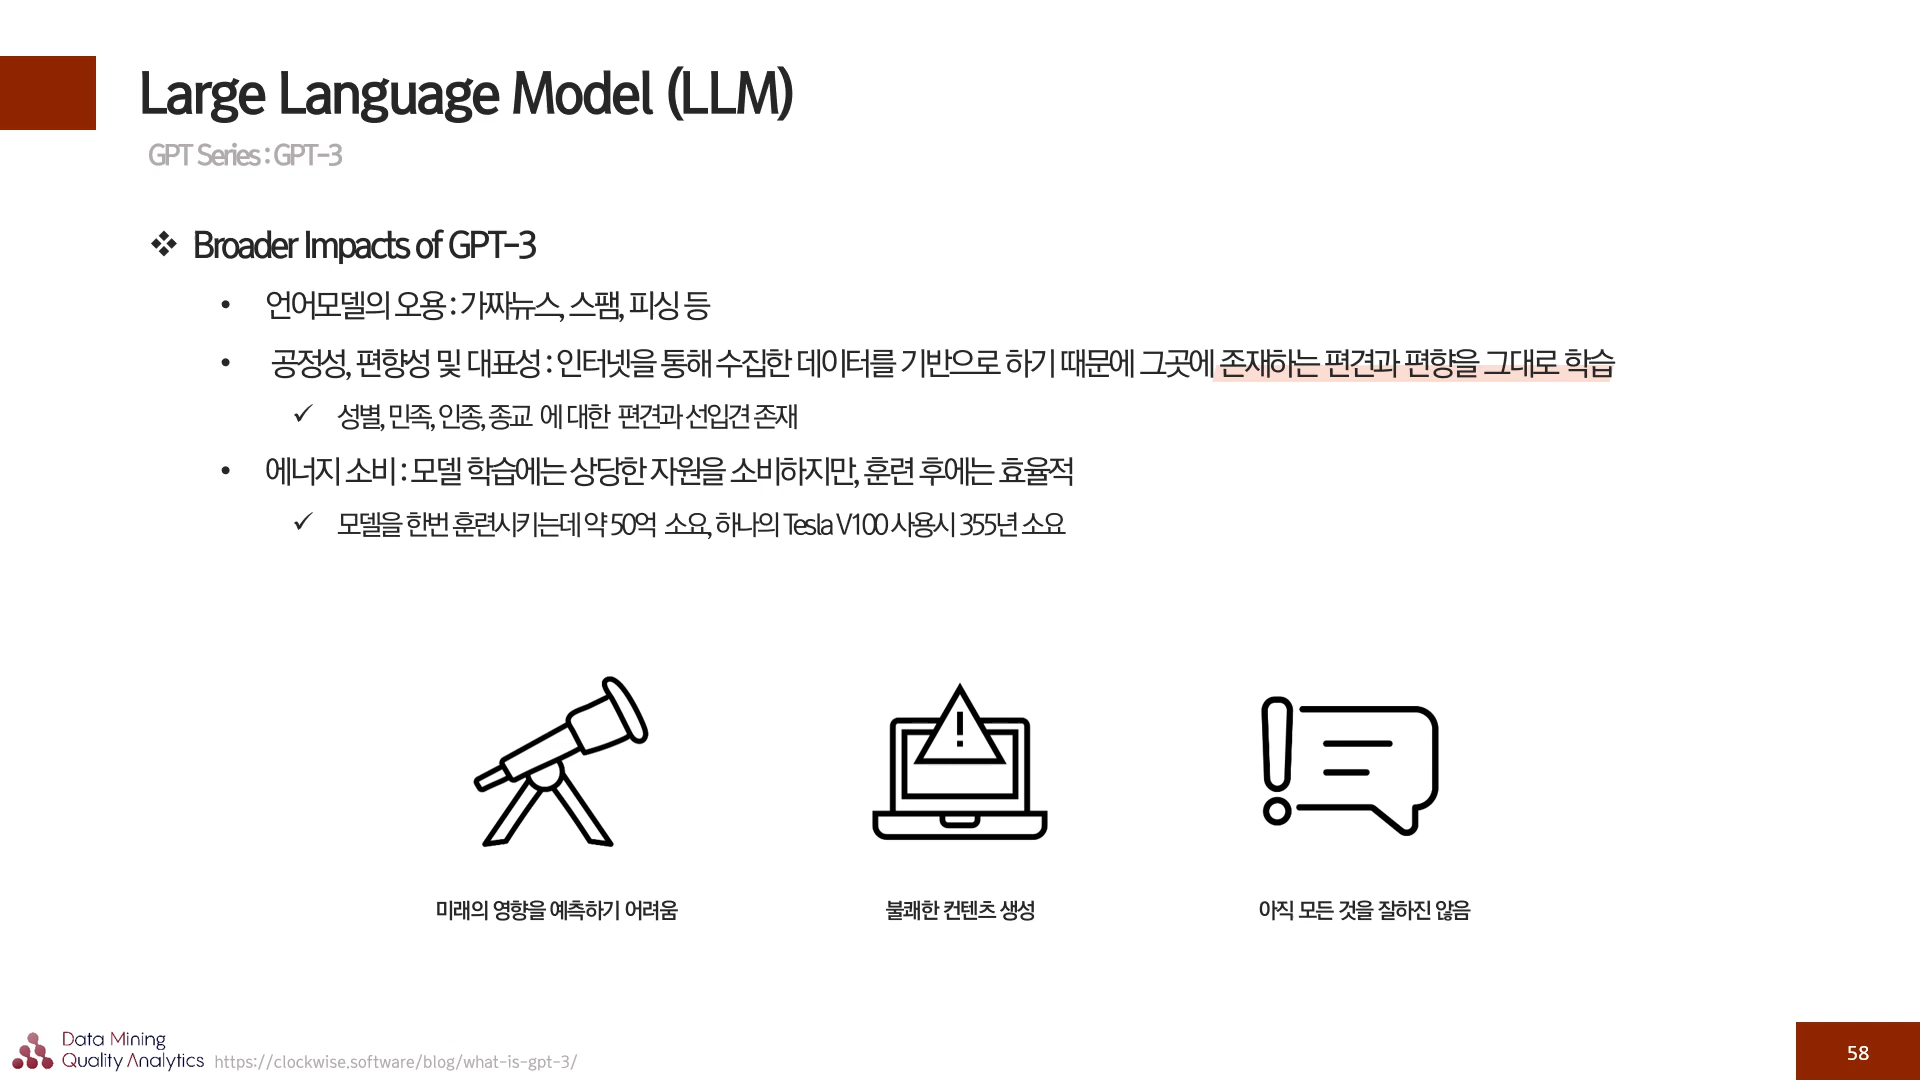 Large Language Model (LLM)
GPT Series : GPT-3
❖ Broader Impacts of GPT-3
• 언어모델의 오용 : 가짜뉴스, 스팸, 피싱 등
• 공정성, 편향성 및 대표성 : 인터넷을 통해 수집한 데이터를 기반으로 하기 때문에 그곳에 존재하는 편견과 편향을 그대로 학습
✓ 성별, 민족, 인종, 종교 에 대한 편견과 선입견 존재
• 에너지 소비 : 모델 학습에는 상당한 자원을 소비하지만, 훈련 후에는 효율적
✓ 모델을 한번 훈련시키는데 약 50억 소요, 하나의 Tesla V100 사용시 355년 소요
미래의 영향을 예측하기 어려움
불쾌한 컨텐츠 생성
아직 모든 것을 잘하진 않음
Data Mining
Quality Analytics
https://clockwise.software/blog/what-is-gpt-3/
58